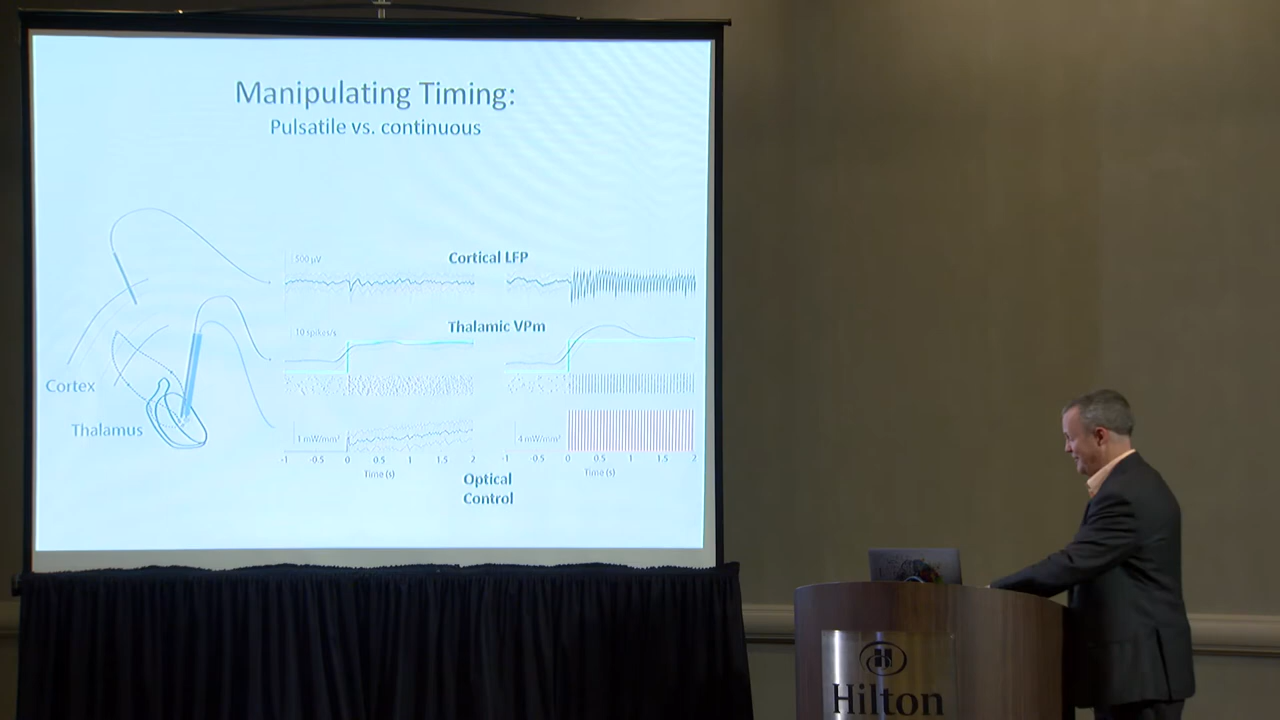 Manipulating Timing:
Pulsatile vs. continuous
500 μV
Cortical LFP
10 spikes/s
Thalamic VPm
Cortex
Thalamus
1 mW/mm²
4 mW/mm²
-1 -0.5 0 0.5 1 1.5 2
-1 0.5 0 0.5 1 1.5 2
Time (s)
Time (s)
Optical
Control
Hilton